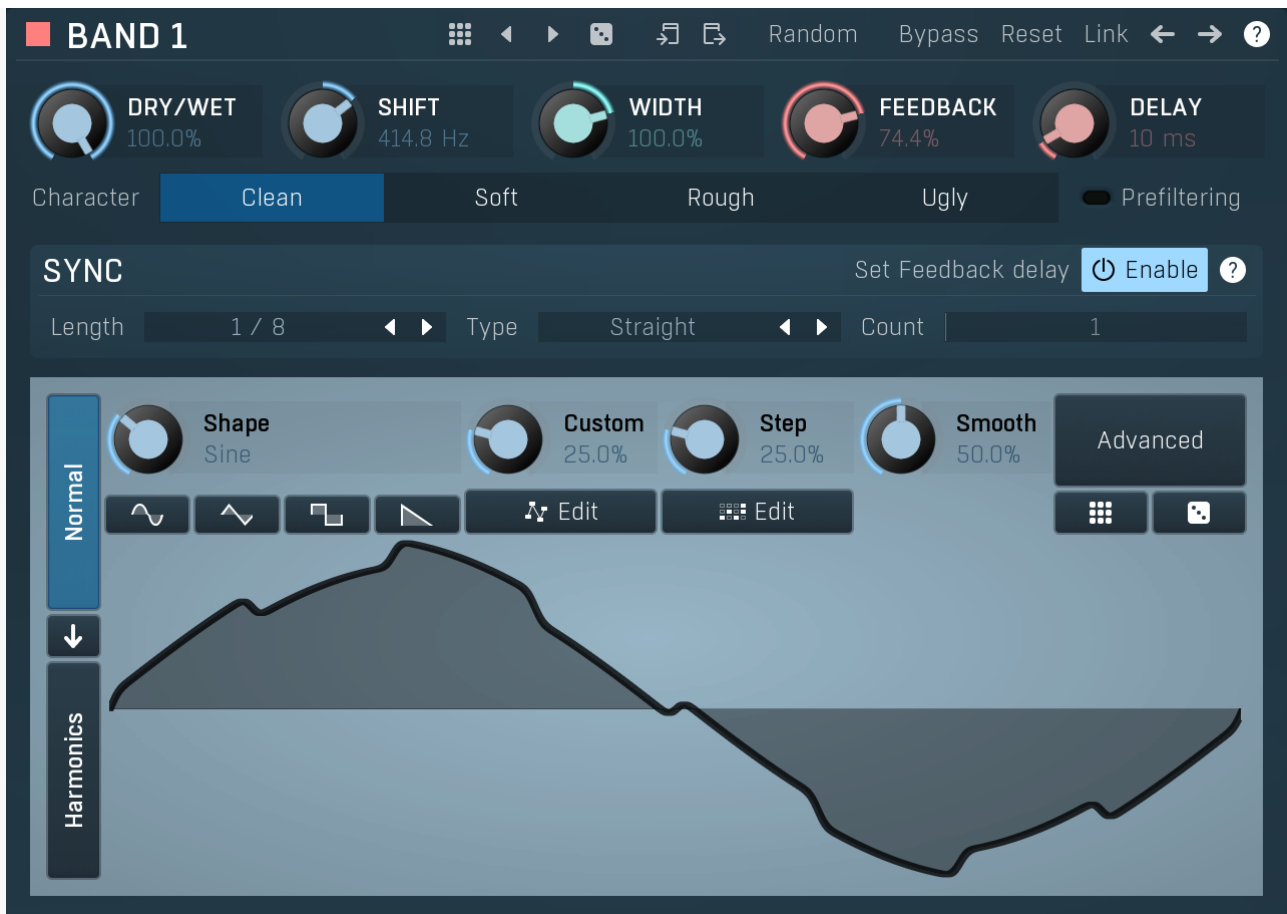 BAND 1 Random Bypass Reset Link ?
DRY/WET SHIFT WIDTH FEEDBACK DELAY
100.0% 414.8 Hz 100.0% 74.4% 10 ms
Character Clean Soft Rough Ugly Prefiltering
SYNC Set Feedback delay Enable ?
Length 1 / 8 Type Straight Count 1
Shape Custom Step Smooth
Sine 25.0% 25.0% 50.0%
Advanced
Edit Edit
Normal
Harmonics